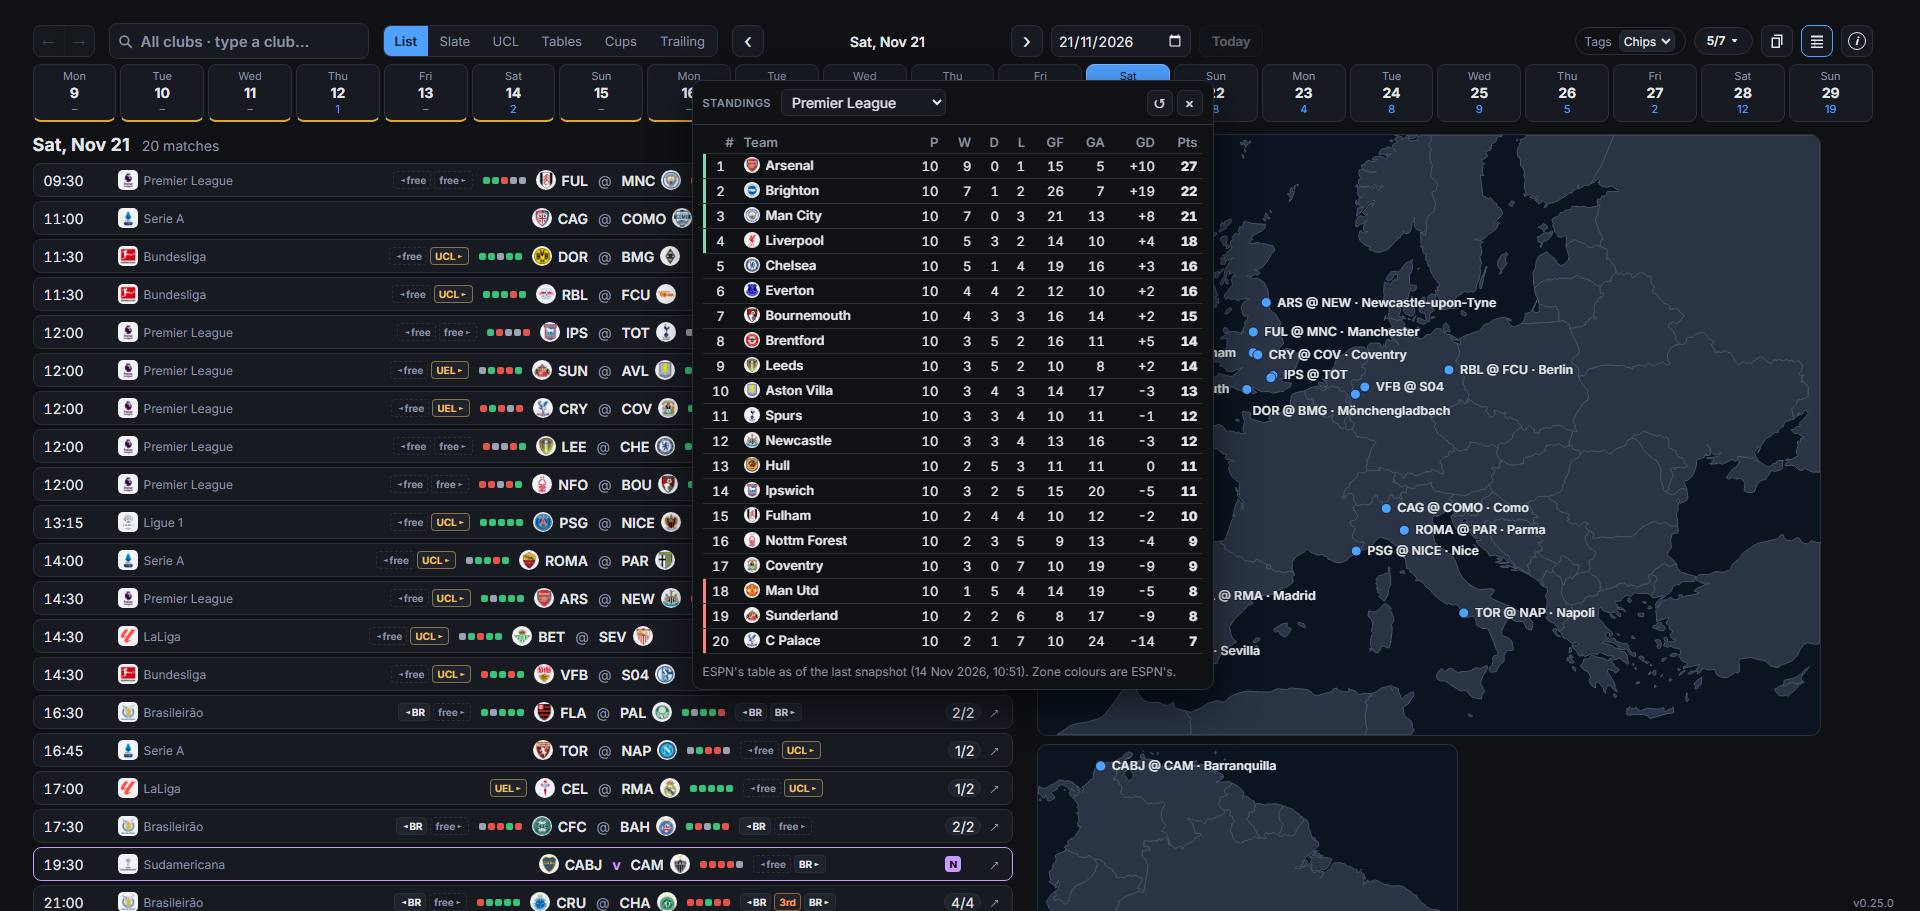 ← → All clubs · type a club... List Slate UCL Tables Cups Trailing ‹ Sat, Nov 21 › 21/11/2026 Today Tags Chips 5/7
Mon Tue Wed Thu Fri Sat Sun Mon Tue Wed Thu Fri Sat Sun Mon Tue Wed Thu Fri Sat Sun
9 10 11 12 13 14 15 16 22 23 24 25 26 27 28 29
– – – 1 – 2 – – 8 4 8 9 5 2 12 19
Sat, Nov 21 20 matches
09:30 Premier League free free FUL @ MNC
11:00 Serie A CAG @ COMO
11:30 Bundesliga free UCL DOR @ BMG
11:30 Bundesliga free UCL RBL @ FCU
12:00 Premier League free free IPS @ TOT
12:00 Premier League free UEL SUN @ AVL
12:00 Premier League free UEL CRY @ COV
12:00 Premier League free free LEE @ CHE
12:00 Premier League free free NFO @ BOU
13:15 Ligue 1 free UCL PSG @ NICE
14:00 Serie A free UCL ROMA @ PAR
14:30 Premier League free UCL ARS @ NEW
14:30 LaLiga free UCL BET @ SEV
14:30 Bundesliga free UCL VFB @ S04
16:30 Brasileirão BR free FLA @ PAL BR BR 2/2 ↗
16:45 Serie A TOR @ NAP free UCL 1/2 ↗
17:00 LaLiga UEL CEL @ RMA free UCL 1/2 ↗
17:30 Brasileirão BR free CFC @ BAH BR free 2/2 ↗
19:30 Sudamericana CABJ v CAM free BR N ↗
21:00 Brasileirão BR free CRU @ CHA BR 3rd BR 4/4 ↗
STANDINGS Premier League ↺ ×
# Team P W D L GF GA GD Pts
1 Arsenal 10 9 0 1 15 5 +10 27
2 Brighton 10 7 1 2 26 7 +19 22
3 Man City 10 7 0 3 21 13 +8 21
4 Liverpool 10 5 3 2 14 10 +4 18
5 Chelsea 10 5 1 4 19 16 +3 16
6 Everton 10 4 4 2 12 10 +2 16
7 Bournemouth 10 4 3 3 16 14 +2 15
8 Brentford 10 3 5 2 16 11 +5 14
9 Leeds 10 3 5 2 10 8 +2 14
10 Aston Villa 10 3 4 3 14 17 -3 13
11 Spurs 10 3 3 4 10 11 -1 12
12 Newcastle 10 3 3 4 13 16 -3 12
13 Hull 10 2 5 3 11 11 0 11
14 Ipswich 10 3 2 5 15 20 -5 11
15 Fulham 10 2 4 4 10 12 -2 10
16 Nottm Forest 10 2 3 5 9 13 -4 9
17 Coventry 10 3 0 7 10 19 -9 9
18 Man Utd 10 1 5 4 14 19 -5 8
19 Sunderland 10 2 2 6 8 17 -9 8
20 C Palace 10 2 1 7 10 24 -14 7
ESPN's table as of the last snapshot (14 Nov 2026, 10:51). Zone colours are ESPN's.
ARS @ NEW · Newcastle-upon-Tyne
FUL @ MNC · Manchester
CRY @ COV · Coventry
IPS @ TOT
RBL @ FCU · Berlin
VFB @ S04
DOR @ BMG · Mönchengladbach
CAG @ COMO · Como
ROMA @ PAR · Parma
PSG @ NICE · Nice
@ RMA · Madrid
TOR @ NAP · Napoli
· Sevilla
CABJ @ CAM · Barranquilla
v0.25.0